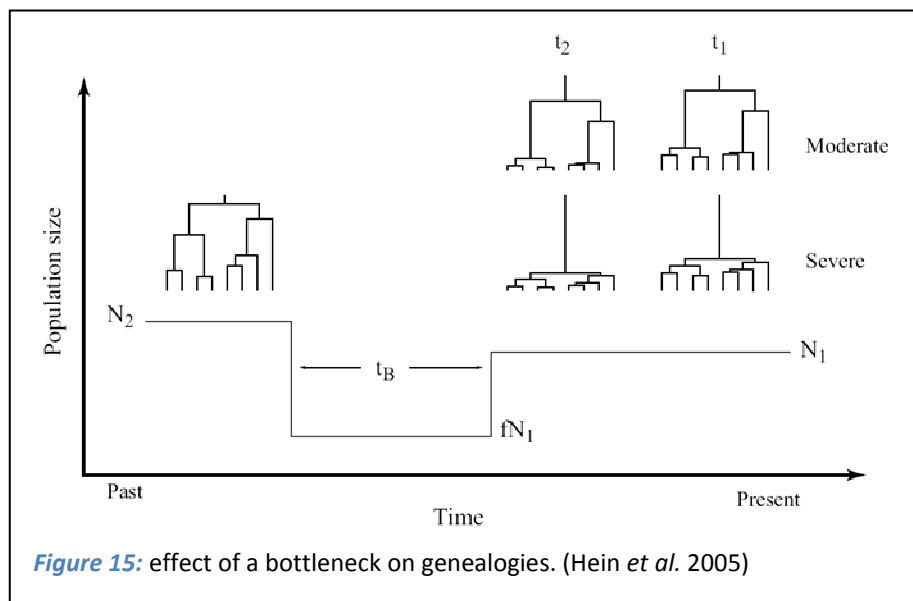 t₂ t₁
Moderate
Severe
Population size
N₂
t_B
N₁
fN₁
Past
Present
Time
Figure 15: effect of a bottleneck on genealogies. (Hein et al. 2005)